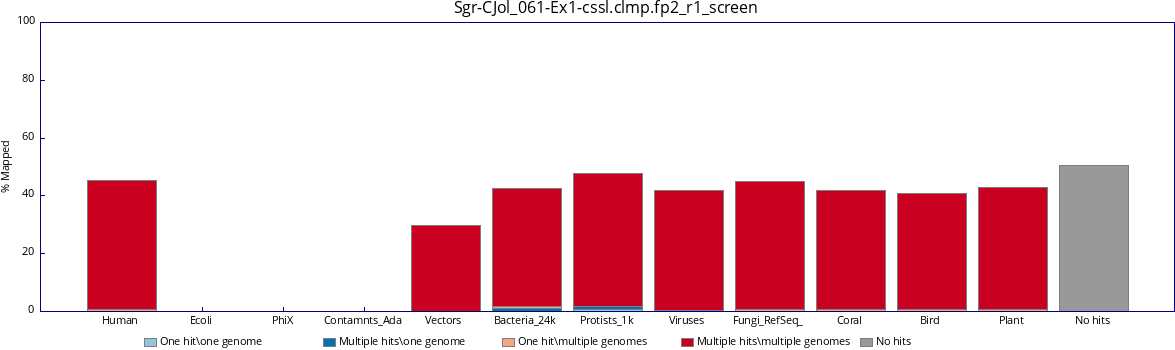 Sgr-CJol_061-Ex1-cssl.clmp.fp2_r1_screen
100
80
60
40
20
0
% Mapped
Human Ecoli PhiX Contamnts_Ada Vectors Bacteria_24k Protists_1k Viruses Fungi_RefSeq_ Coral Bird Plant No hits
One hit\one genome Multiple hits\one genome One hit\multiple genomes Multiple hits\multiple genomes No hits